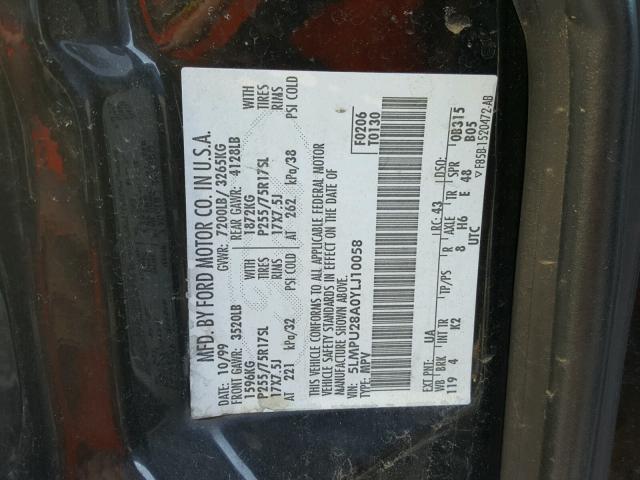 MFD. BY FORD MOTOR CO. IN U.S.A.
DATE: 10/99 GVWR: 7200LB/ 3265KG
FRONT GAWR: 3520LB REAR GAWR: 4128LB
1596KG 1872KG WITH
P255/75R17SL P255/75R17SL TIRES
17X7.5J 17X7.5J RIMS
AT 221 kPa/32 AT 262 kPa/38 PSI COLD
WITH
TIRES
RIMS
PSI COLD
THIS VEHICLE CONFORMS TO ALL APPLICABLE FEDERAL MOTOR
VEHICLE SAFETY STANDARDS IN EFFECT ON THE DATE OF
MANUFACTURE SHOWN ABOVE.
VIN: 5LMPU28A0YLJ10058
TYPE: MPV
F0206
T0130
EXT PNT: UA RC: 43 DSO:
WB BRK INT TR TP/PS R AXLE TR SPR
119 4 K2 8 H6 E 48
UTC
0B315
B05
▽F85B-1520472-AB